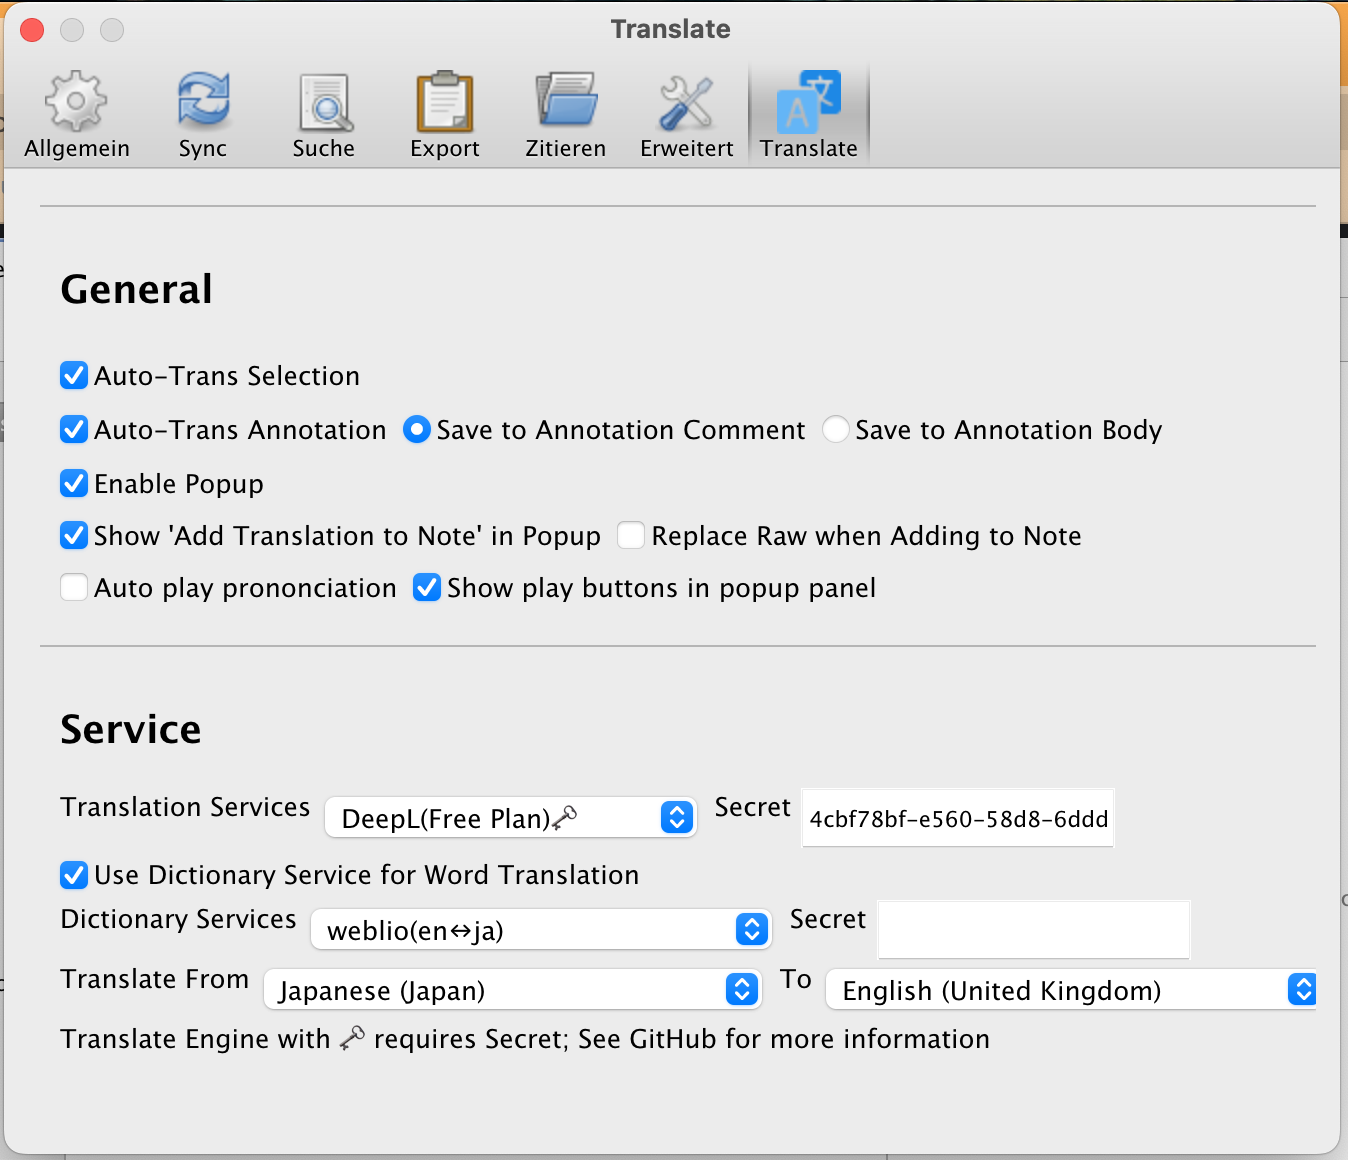 Translate
Allgemein Sync Suche Export Zitieren Erweitert Translate
General
Auto-Trans Selection
Auto-Trans Annotation Save to Annotation Comment Save to Annotation Body
Enable Popup
Show 'Add Translation to Note' in Popup Replace Raw when Adding to Note
Auto play prononciation Show play buttons in popup panel
Service
Translation Services DeepL(Free Plan)🗝 Secret 4cbf78bf-e560-58d8-6ddd
Use Dictionary Service for Word Translation
Dictionary Services weblio(en↔ja) Secret
Translate From Japanese (Japan) To English (United Kingdom)
Translate Engine with 🗝 requires Secret; See GitHub for more information